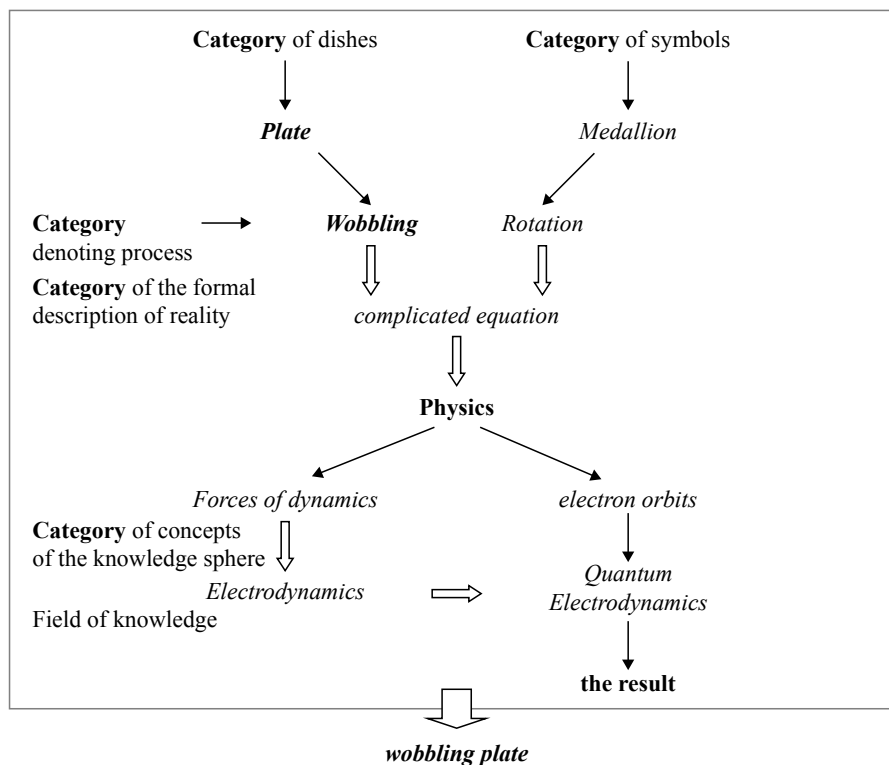 Category of dishes
Category of symbols
Plate
Medallion
Category
denoting process
Wobbling
Rotation
Category of the formal
description of reality
complicated equation
Physics
Forces of dynamics
electron orbits
Category of concepts
of the knowledge sphere
Electrodynamics
Quantum
Electrodynamics
Field of knowledge
the result
wobbling plate